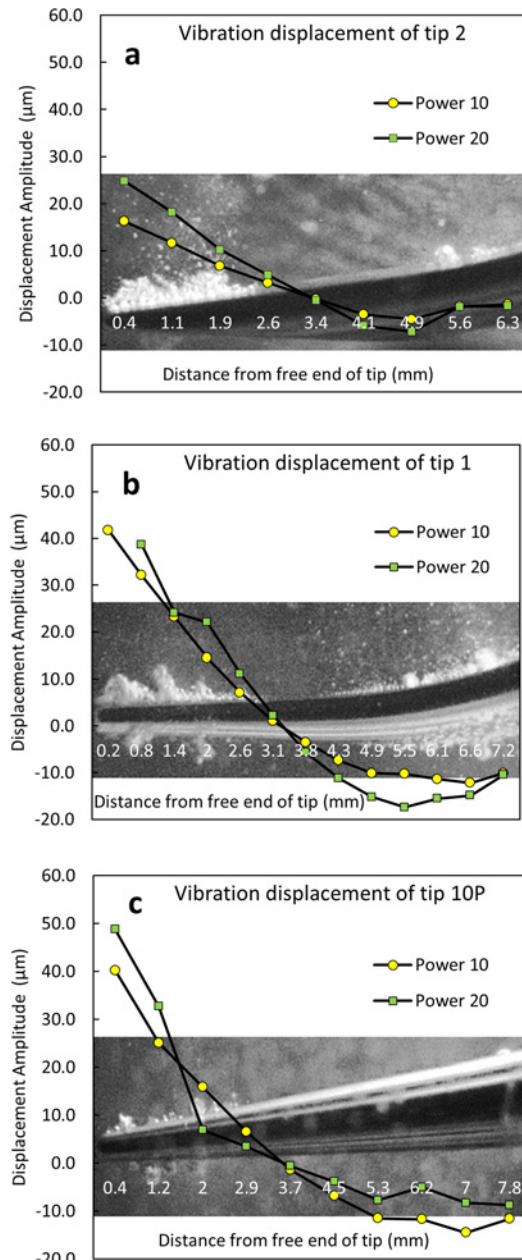 60.0
Vibration displacement of tip 2
a
50.0
40.0
Power 10
30.0
Power 20
20.0
10.0
0.0
0.4 1.1 1.9 2.6 3.4 4.1 4.9 5.6 6.3
-10.0
Distance from free end of tip (mm)
-20.0
Displacement Amplitude (μm)
60.0
Vibration displacement of tip 1
b
50.0
40.0
Power 10
Power 20
30.0
20.0
10.0
0.0
0.2 0.8 1.4 2 2.6 3.1 3.8 4.3 4.9 5.5 6.1 6.6 7.2
-10.0
Distance from free end of tip (mm)
-20.0
Displacement Amplitude (μm)
60.0
Vibration displacement of tip 10P
c
50.0
40.0
Power 10
Power 20
30.0
20.0
10.0
0.0
0.4 1.2 2 2.9 3.7 4.5 5.3 6.2 7 7.8
-10.0
Distance from free end of tip (mm)
-20.0
Displacement Amplitude (μm)